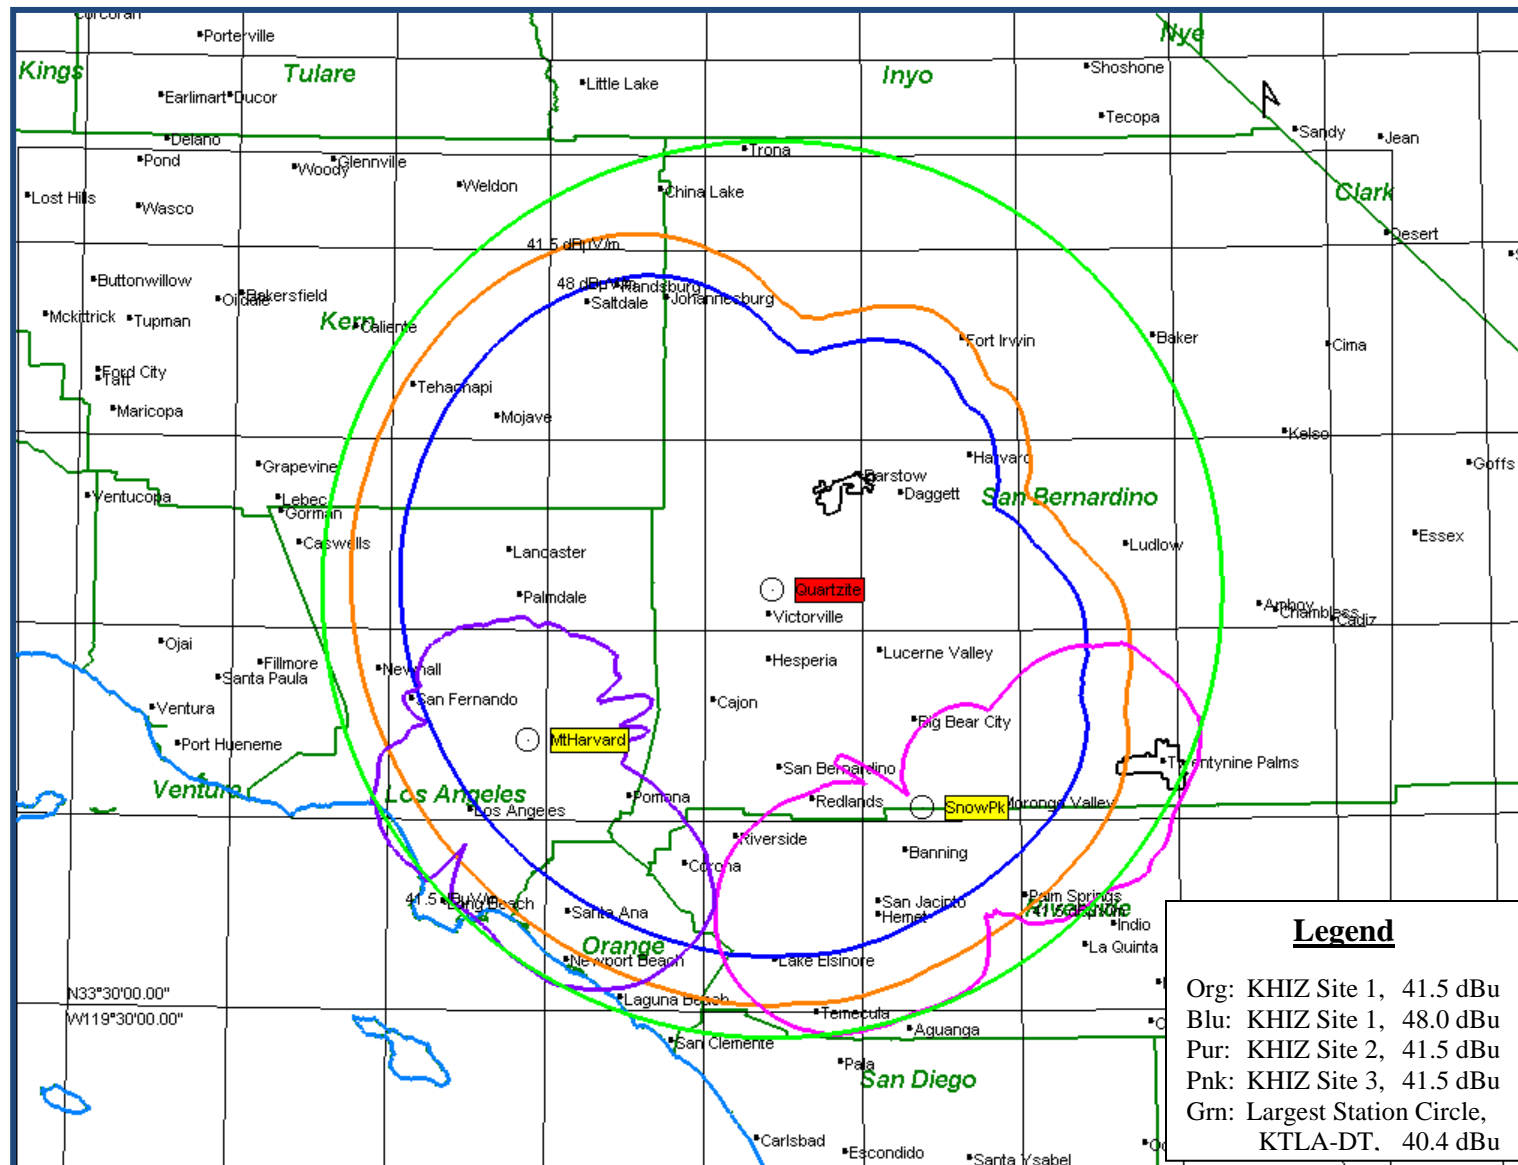 Corcoran
Porterville
Nye
Kings
Tulare
Inyo
Shoshone
Little Lake
Earlimart
Ducor
Tecopa
Sandy
Jean
Delano
Trona
Pond
Glennville
Woody
Weldon
China Lake
Clark
Lost Hills
Wasco
Desert
41.5 dBµV/m
Buttonwillow
48 dBµV/m
Randsburg
Oildale
Bakersfield
Saltdale
Johannesburg
Mckittrick
Tupman
Kern
Caliente
Fort Irwin
Baker
Cima
Ford City
Taft
Tehachapi
Maricopa
Mojave
Kelso
Grapevine
Harvard
Goffs
Barstow
Ventucopa
Lebec
Daggett
San Bernardino
Gorman
Essex
Caswells
Lancaster
Ludlow
Quartzite
Palmdale
Amboy
Chambless
Cadiz
Victorville
Ojai
Fillmore
Newhall
Hesperia
Lucerne Valley
Santa Paula
San Fernando
Cajon
Ventura
Big Bear City
Port Hueneme
MtHarvard
San Bernardino
Twentynine Palms
Ventura
Los Angeles
Pomona
Redlands
SnowPk
Morongo Valley
Los Angeles
Riverside
Banning
Corona
41.5 dBuV/m
Long Beach
Santa Ana
San Jacinto
Palm Springs
Hemet
Riverside
41.5 dBµV/m
Indio
Orange
La Quinta
Newport Beach
Lake Elsinore
N33°30'00.00"
Laguna Beach
Temecula
W119°30'00.00"
Aguanga
San Clemente
Pala
San Diego
Carlsbad
Escondido
Santa Ysabel
Legend
Org: KHIZ Site 1, 41.5 dBu
Blu: KHIZ Site 1, 48.0 dBu
Pur: KHIZ Site 2, 41.5 dBu
Pnk: KHIZ Site 3, 41.5 dBu
Grn: Largest Station Circle,
KTLA-DT, 40.4 dBu